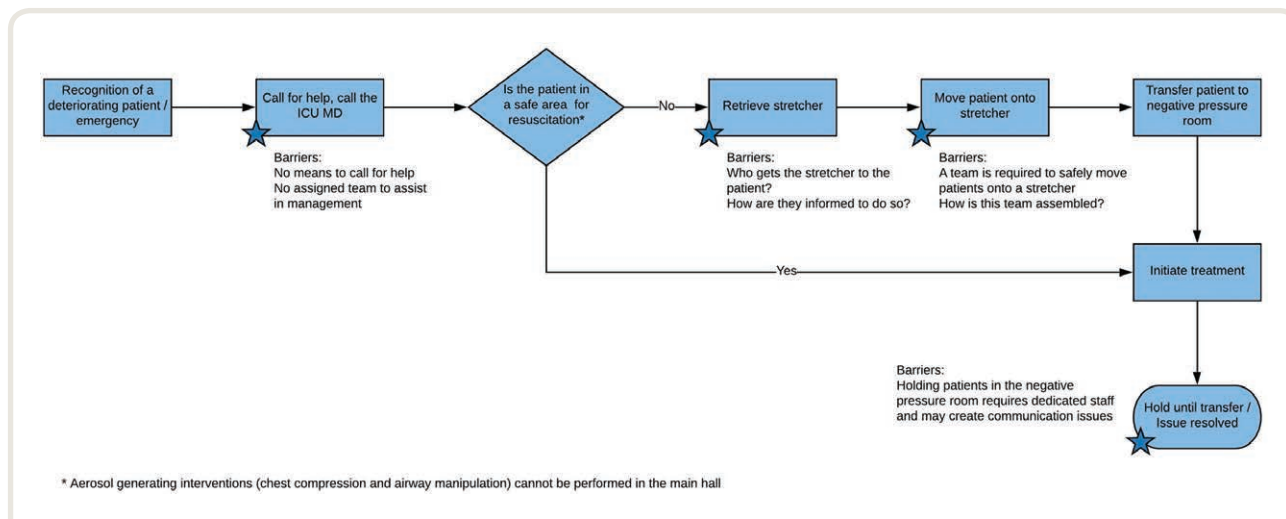 Recognition of a
deteriorating patient /
emergency
Call for help, call the
ICU MD
Is the patient in
a safe area for
resuscitation*
No
Retrieve stretcher
Move patient onto
stretcher
Transfer patient to
negative pressure
room
Barriers:
No means to call for help
No assigned team to assist
in management
Barriers:
Who gets the stretcher to the
patient?
How are they informed to do so?
Barriers:
A team is required to safely move
patients onto a stretcher
How is this team assembled?
Yes
Initiate treatment
Barriers:
Holding patients in the negative
pressure room requires dedicated staff
and may create communication issues
Hold until transfer /
Issue resolved
* Aerosol generating interventions (chest compression and airway manipulation) cannot be performed in the main hall